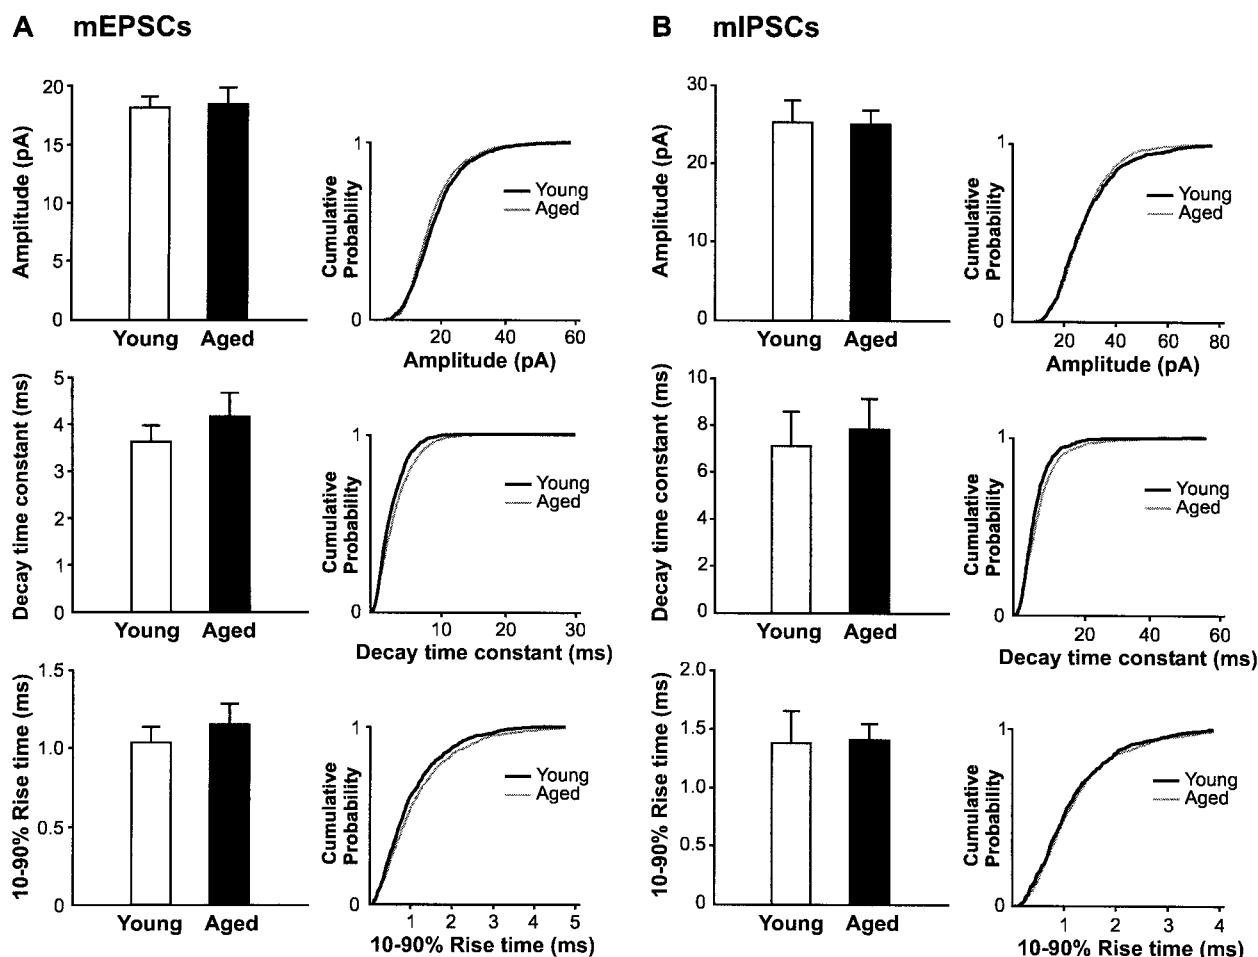 A mEPSCs
20
15
10
5
0
Amplitude (pA)
Young Aged
1
0
Cumulative
Probability
Young
Aged
20 40 60
Amplitude (pA)
5
4
3
2
1
0
Decay time constant (ms)
Young Aged
1
0
Cumulative
Probability
Young
Aged
10 20 30
Decay time constant (ms)
1.5
1.0
0.5
0
10-90% Rise time (ms)
Young Aged
1
0
Cumulative
Probability
Young
Aged
1 2 3 4 5
10-90% Rise time (ms)
B mIPSCs
30
20
10
0
Amplitude (pA)
Young Aged
1
0
Cumulative
Probability
Young
Aged
20 40 60 80
Amplitude (pA)
10
8
6
4
2
0
Decay time constant (ms)
Young Aged
1
0
Cumulative
Probability
Young
Aged
20 40 60
Decay time constant (ms)
2.0
1.5
1.0
0.5
0
10-90% Rise time (ms)
Young Aged
1
0
Cumulative
Probability
Young
Aged
1 2 3 4
10-90% Rise time (ms)